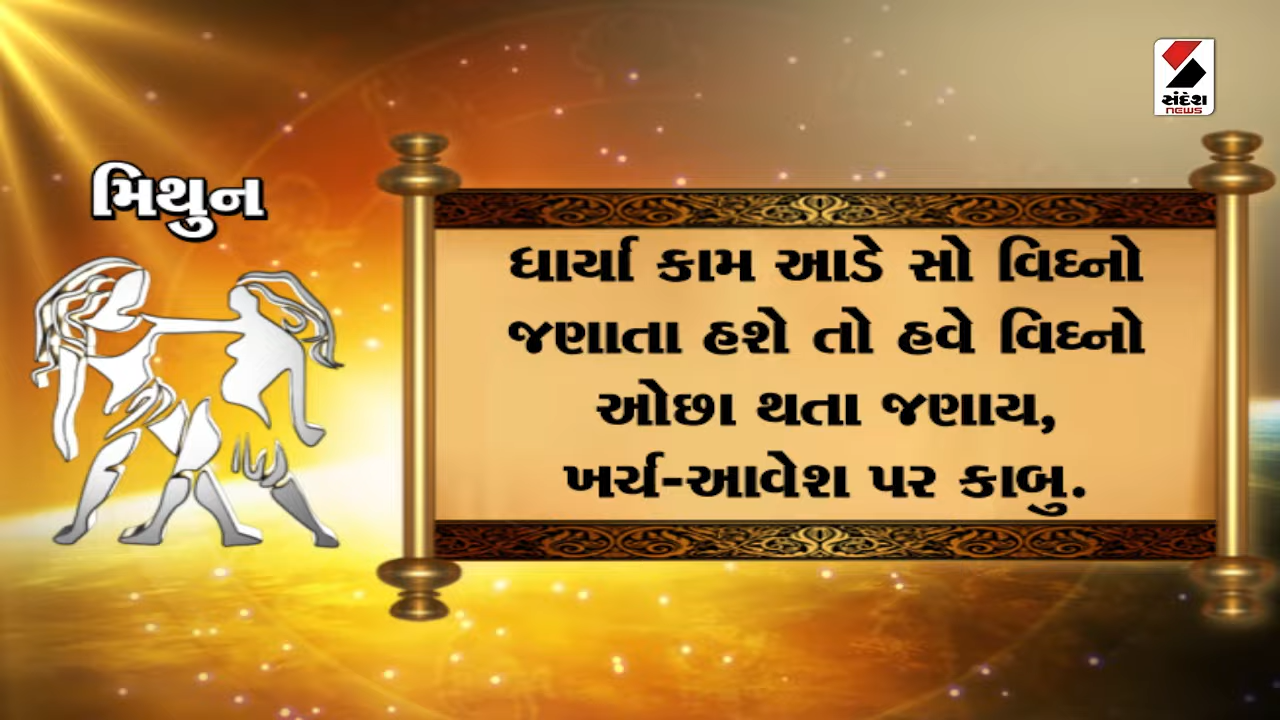 સંદેશ
NEWS
મિથુન
ધાર્યા કામ આડે સો વિઘ્નો
જણાતા હશે તો હવે વિઘ્નો
ઓછા થતા જણાય,
ખર્ચ-આવેશ પર કાબુ.